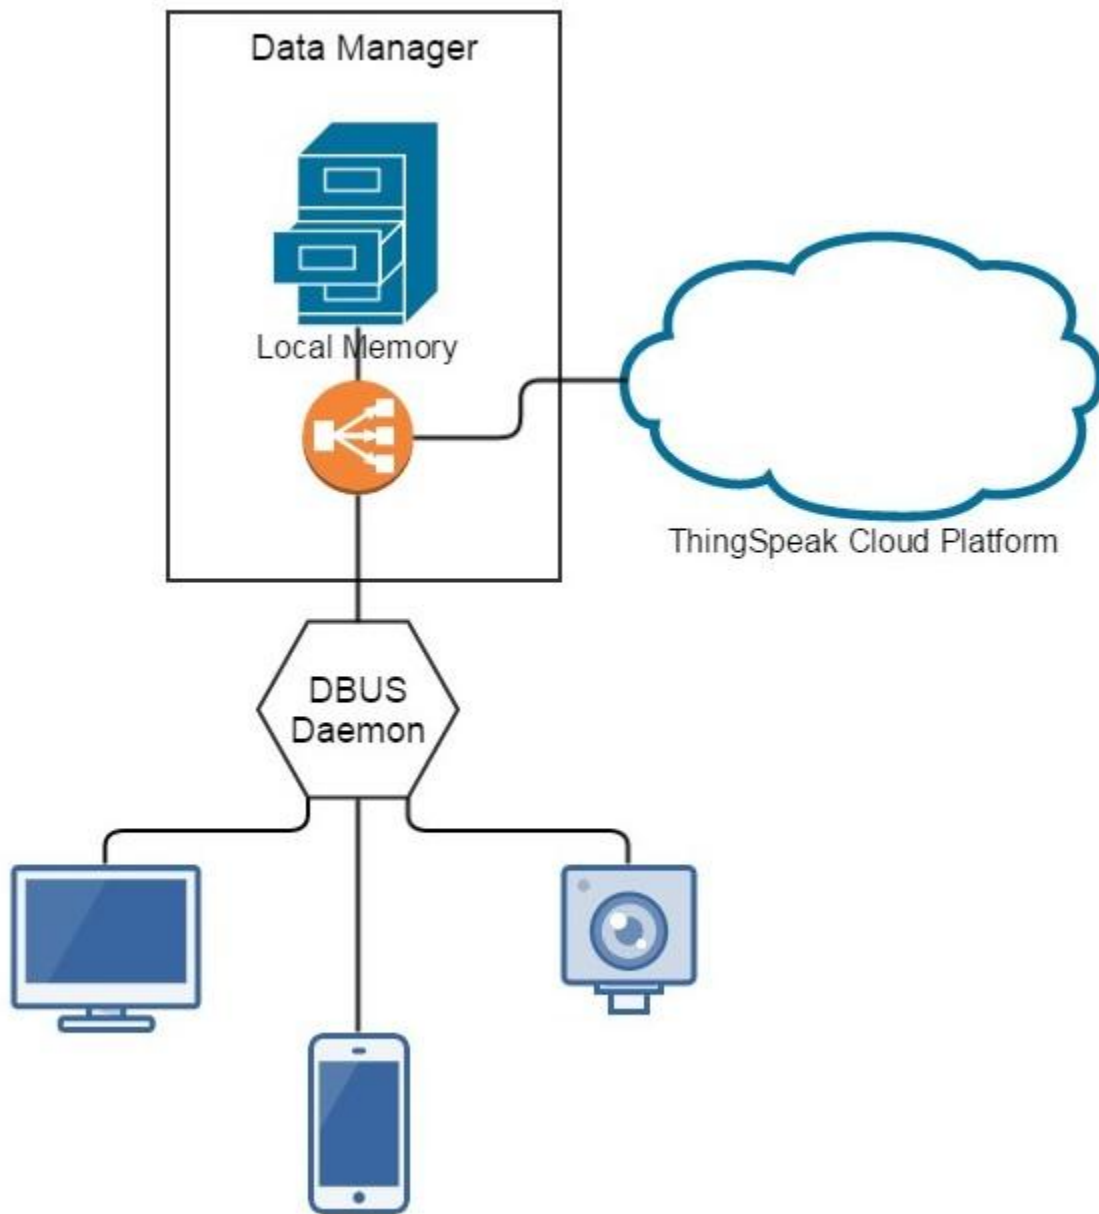 Data Manager
Local Memory
ThingSpeak Cloud Platform
DBUS
Daemon